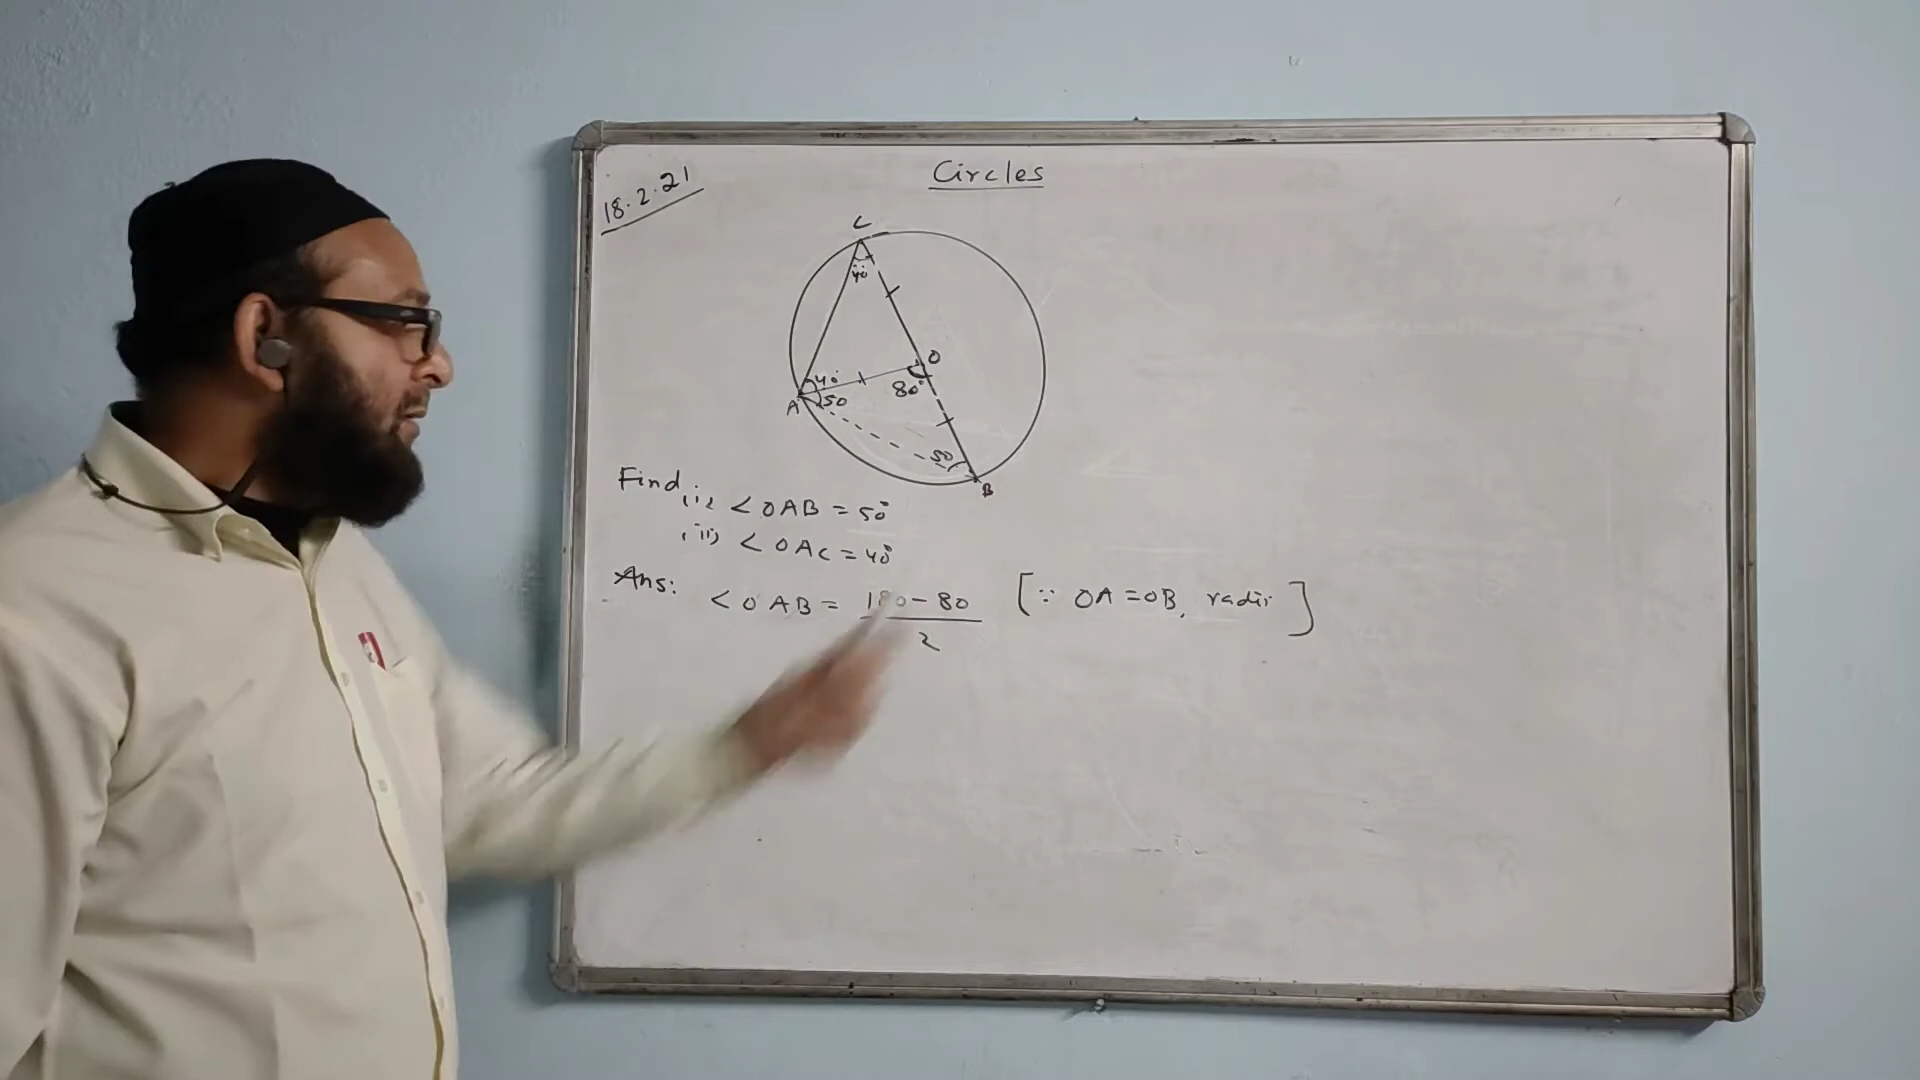 18.2.21
Circles
C
40°
O
40°
80°
A
50
50
B
Find (i) <OAB = 50°
(ii) <OAC = 40°
Ans: <OAB = 180-80 / 2 [∵ OA=OB, radii]